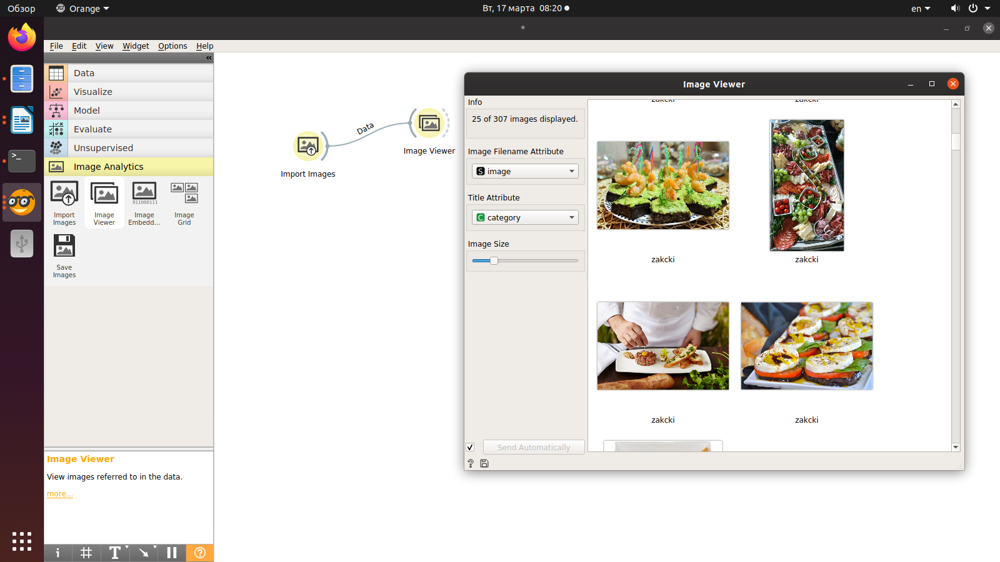 Обзор
Orange
Вт, 17 марта 08:20
en
*
File Edit View Widget Options Help
«
Data
Visualize
Model
Evaluate
Unsupervised
Image Analytics
Import Images
Image Viewer
011000111
Image Embedd...
Image Grid
Save Images
Image Viewer
View images referred to in the data.
more...
i # T ?
Import Images
Data
Image Viewer
Image Viewer
Info
25 of 307 images displayed.
Image Filename Attribute
S image
Title Attribute
C category
Image Size
Send Automatically
?
zakcki zakcki
zakcki zakcki
zakcki zakcki
>_